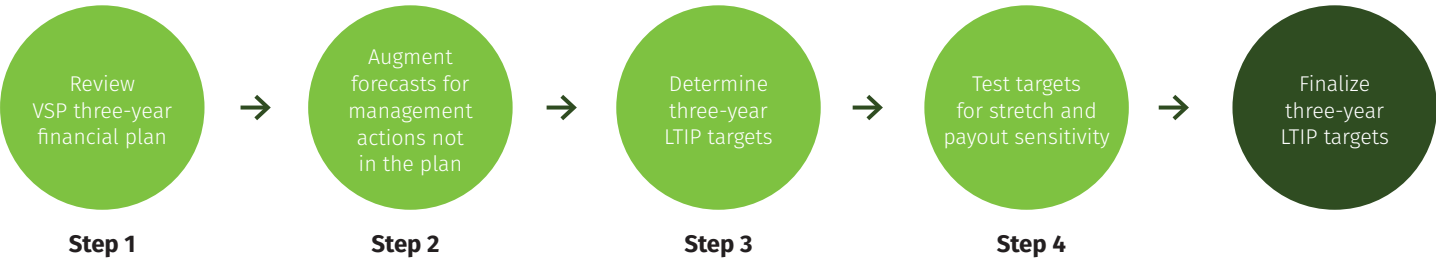 Review
VSP three-year
financial plan
Augment
forecasts for
management
actions not
in the plan
Determine
three-year
LTIP targets
Test targets
for stretch and
payout sensitivity
Finalize
three-year
LTIP targets
Step 1
Step 2
Step 3
Step 4